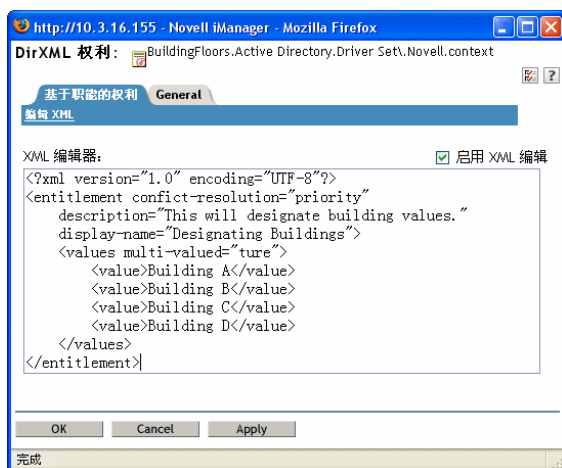 http://10.3.16.155 - Novell iManager - Mozilla Firefox
DirXML 权利: BuildingFloors.Active Directory.Driver Set\.Novell.context
?
基于职能的权利 General
编辑 XML
XML 编辑器: 启用 XML 编辑
<?xml version="1.0" encoding="UTF-8"?>
<entitlement confict-resolution="priority"
description="This will designate building values."
display-name="Designating Buildings">
<values multi-valued="ture">
<value>Building A</value>
<value>Building B</value>
<value>Building C</value>
<value>Building D</value>
</values>
</entitlement>
OK Cancel Apply
完成